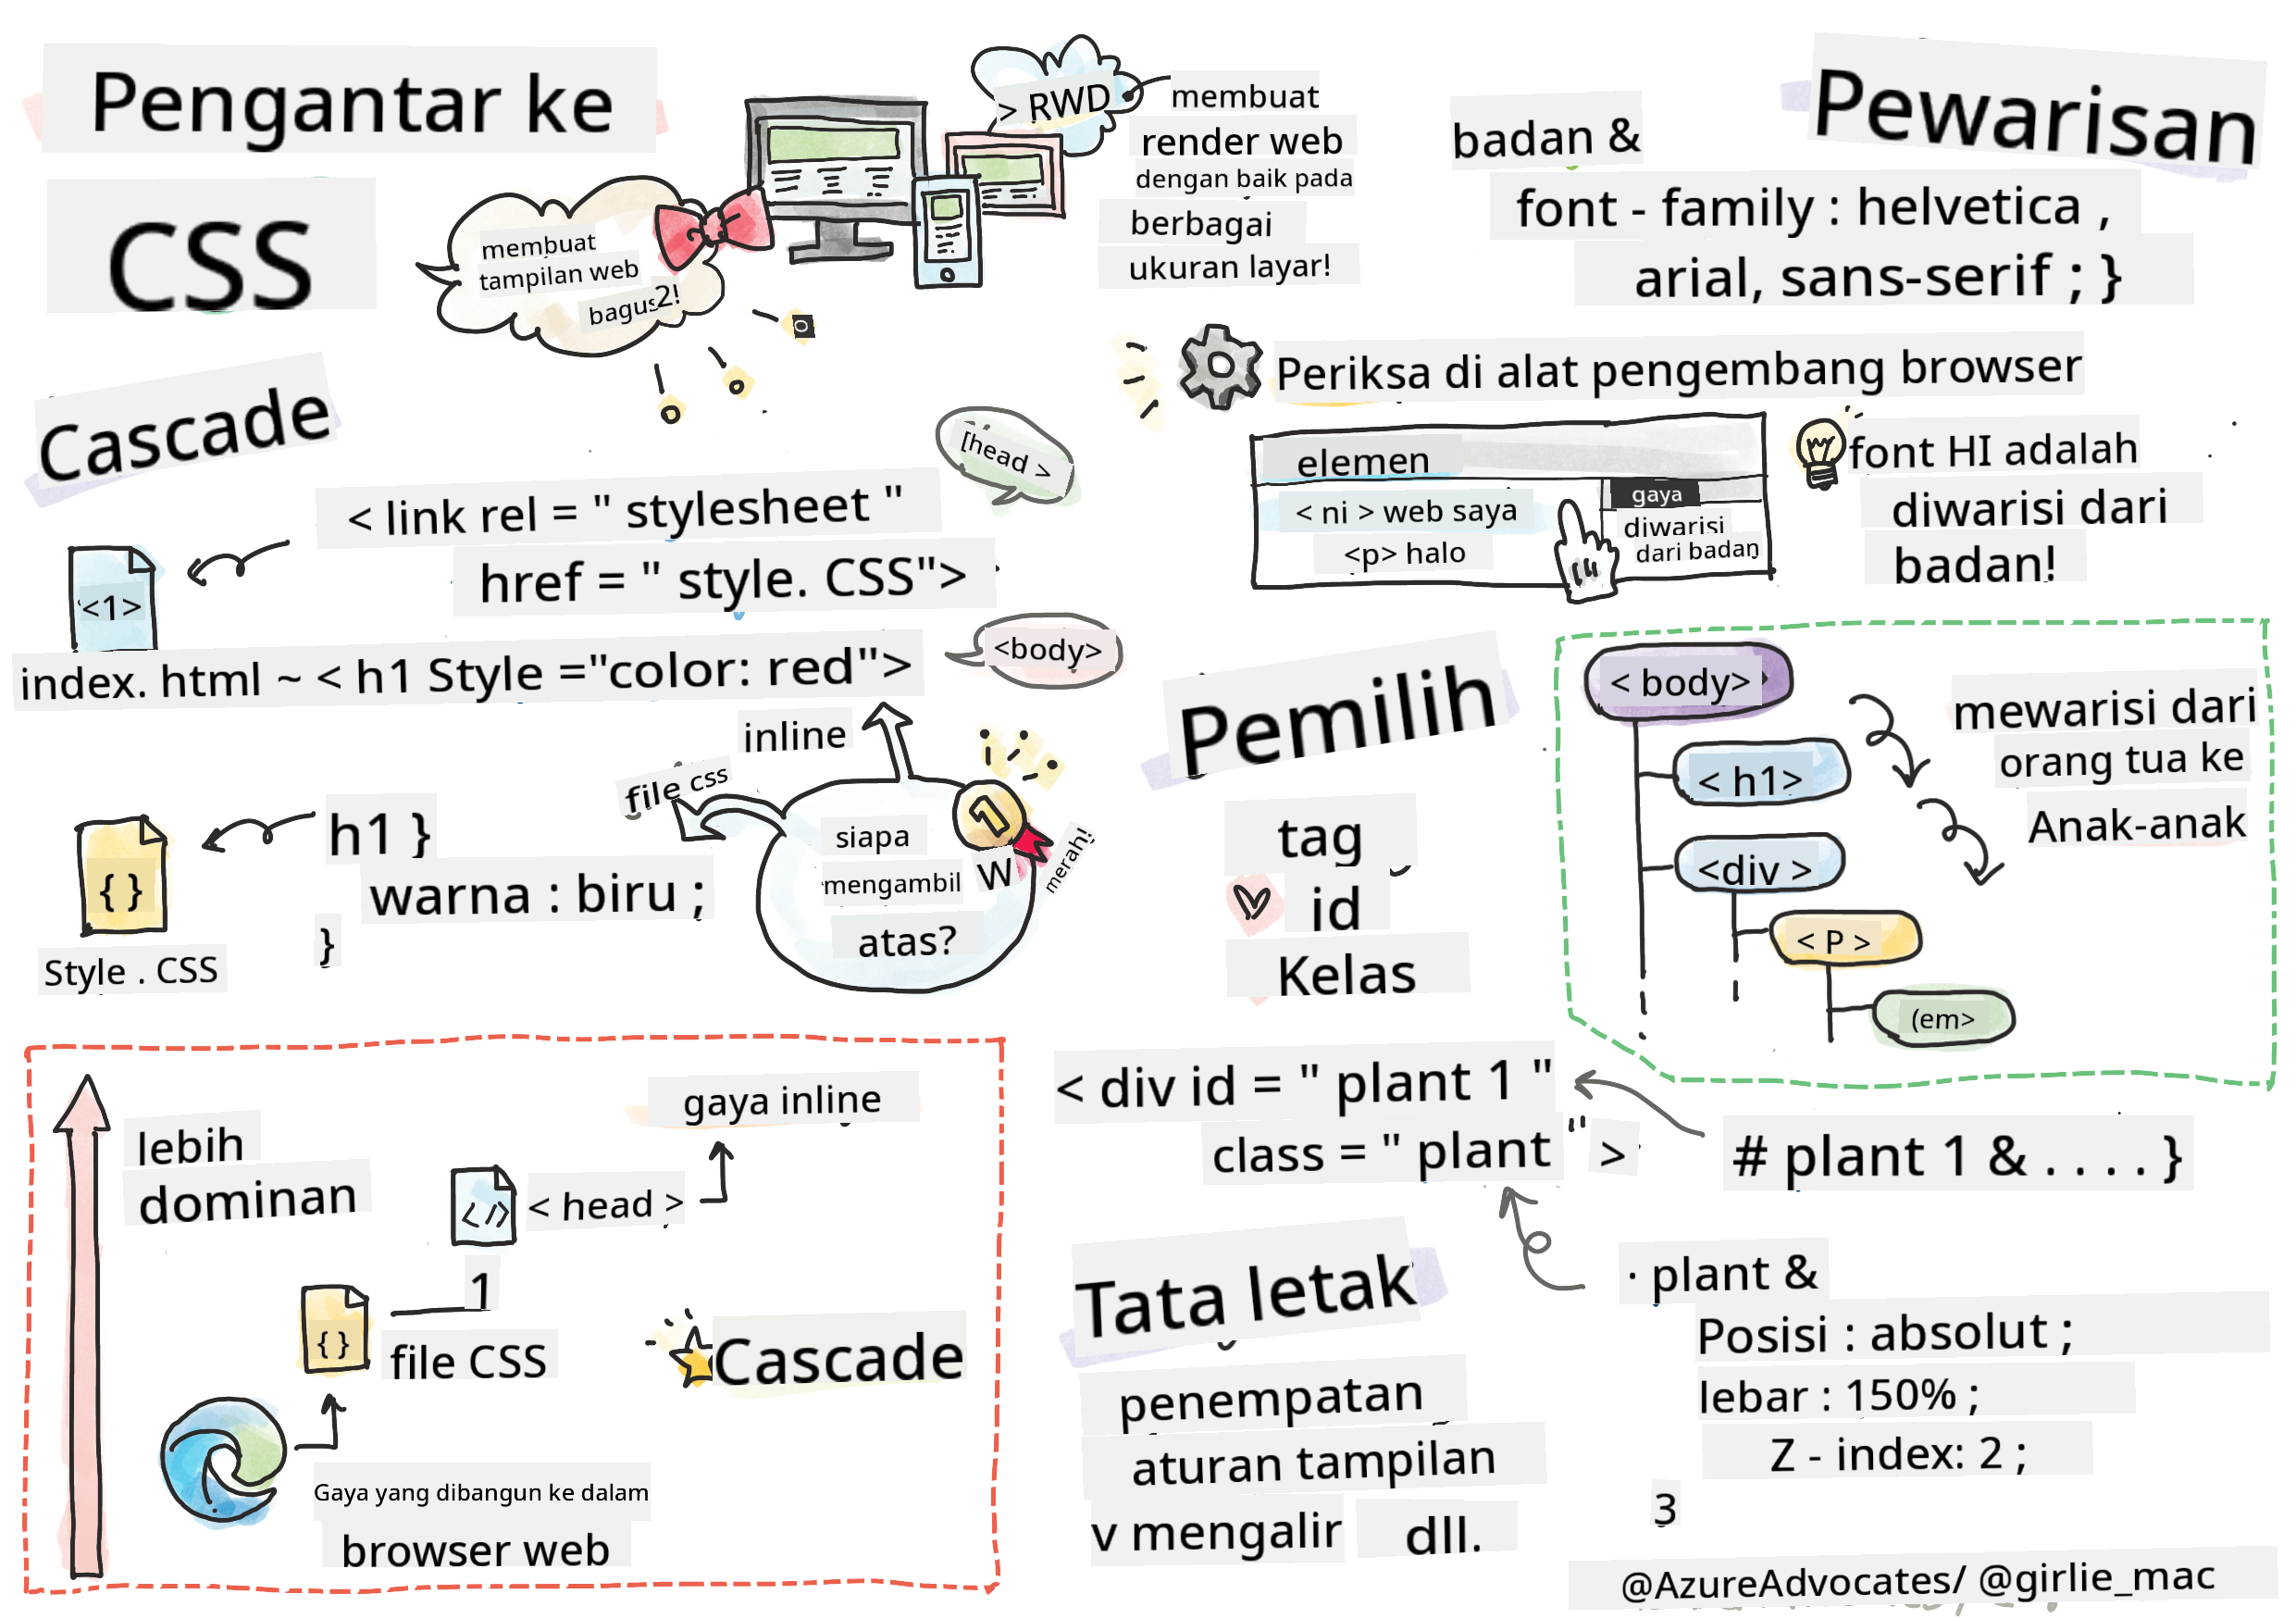 Pengantar ke
CSS
membuat
tampilan web
bagus2!
> RWD
membuat
render web
dengan baik pada
berbagai
ukuran layar!
Cascade
[head >
< link rel = " stylesheet "
href = " style. CSS">
<1>
index. html ~ < h1 Style ="color: red">
<body>
inline
file css
h1 }
warna : biru ;
}
{ }
Style . CSS
siapa
mengambil
atas?
1
W
merah!
lebih
dominan
gaya inline
</>
< head >
1
{ }
file CSS
Cascade
Gaya yang dibangun ke dalam
browser web
Pewarisan
badan &
font - family : helvetica ,
arial, sans-serif ; }
Periksa di alat pengembang browser
elemen
< ni > web saya
<p> halo
gaya
diwarisi
dari badan
font HI adalah
diwarisi dari
badan!
< body>
< h1>
<div >
< P >
(em>
mewarisi dari
orang tua ke
Anak-anak
Pemilih
tag
id
Kelas
< div id = " plant 1 "
class = " plant " >
# plant 1 & . . . . }
· plant &
Posisi : absolut ;
lebar : 150% ;
Z - index: 2 ;
3
Tata letak
penempatan
aturan tampilan
v mengalir dll.
@AzureAdvocates/ @girlie_mac